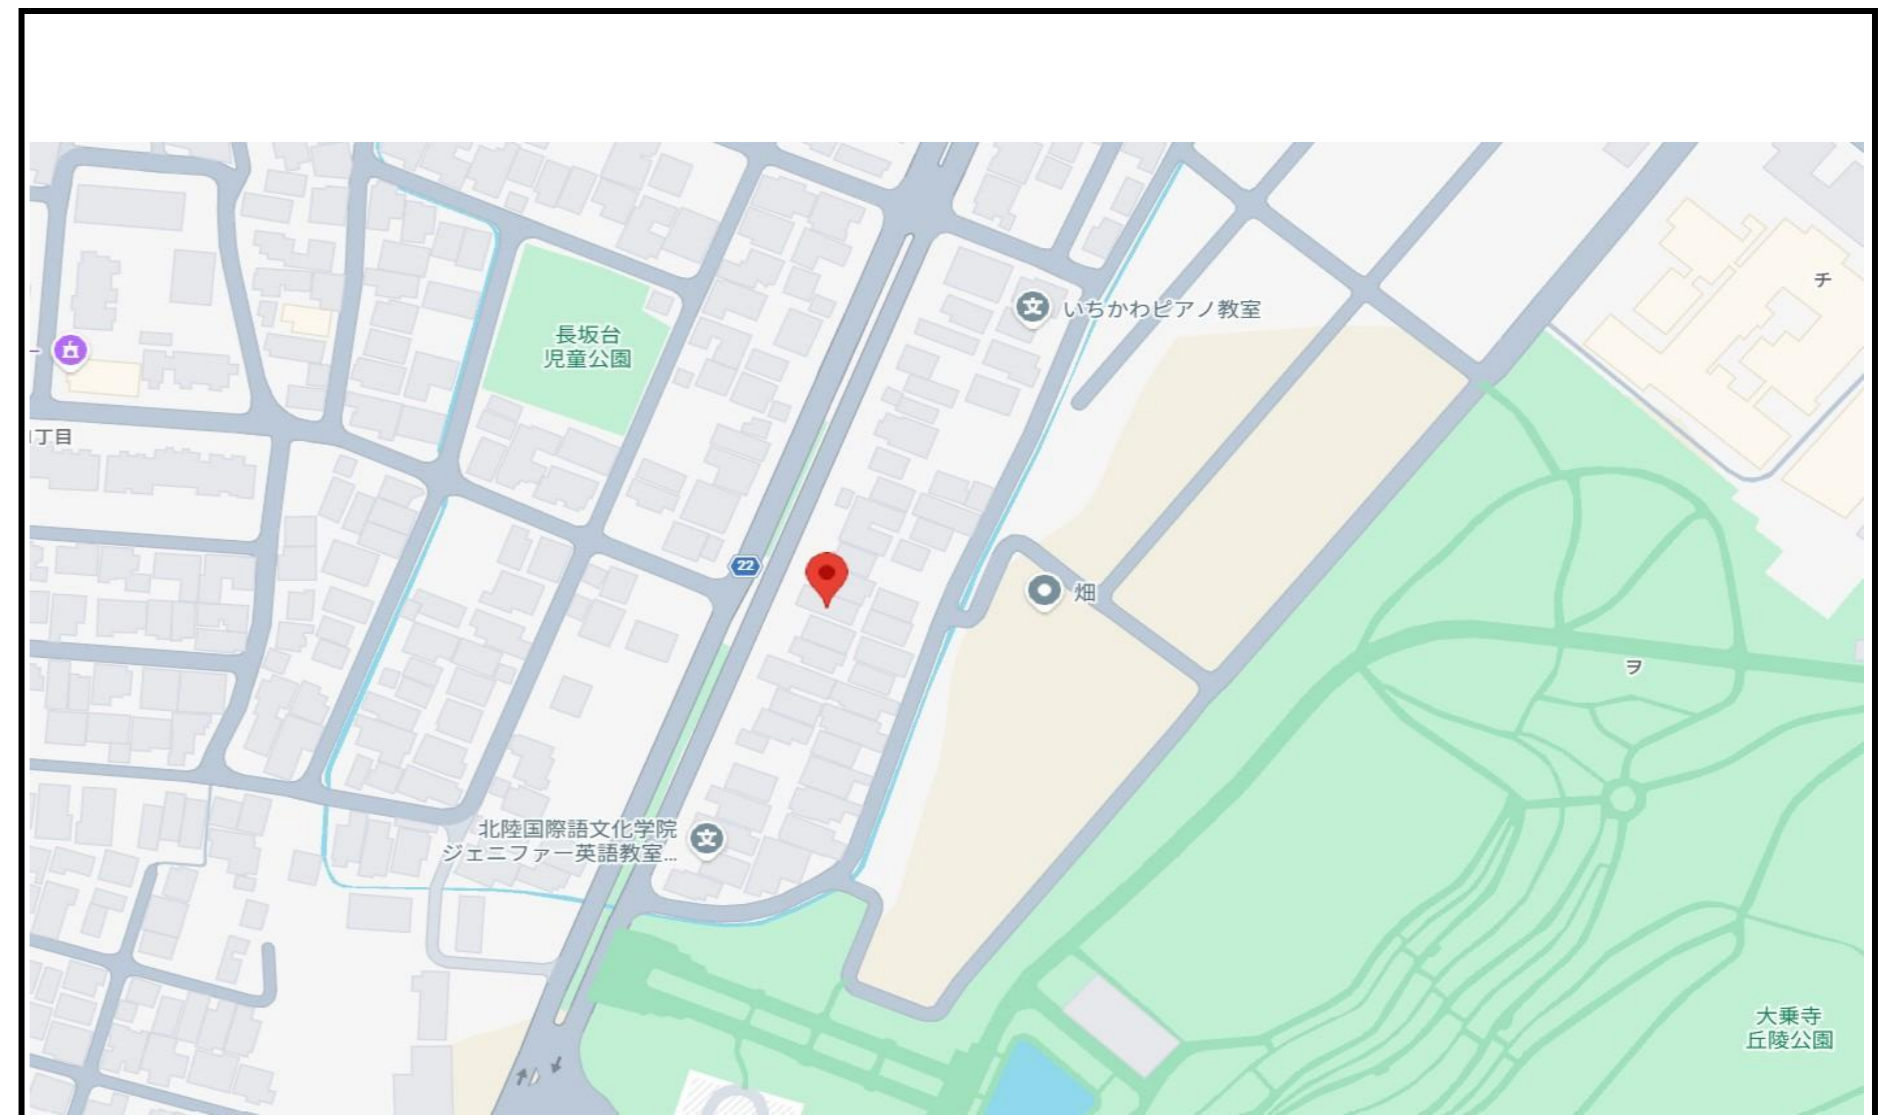 チ
いちかわピアノ教室
長坂台
児童公園
丁目
22
畑
ヲ
北陸国際語文化学院
ジェニファー英語教室...
大乗寺
丘陵公園
文
文